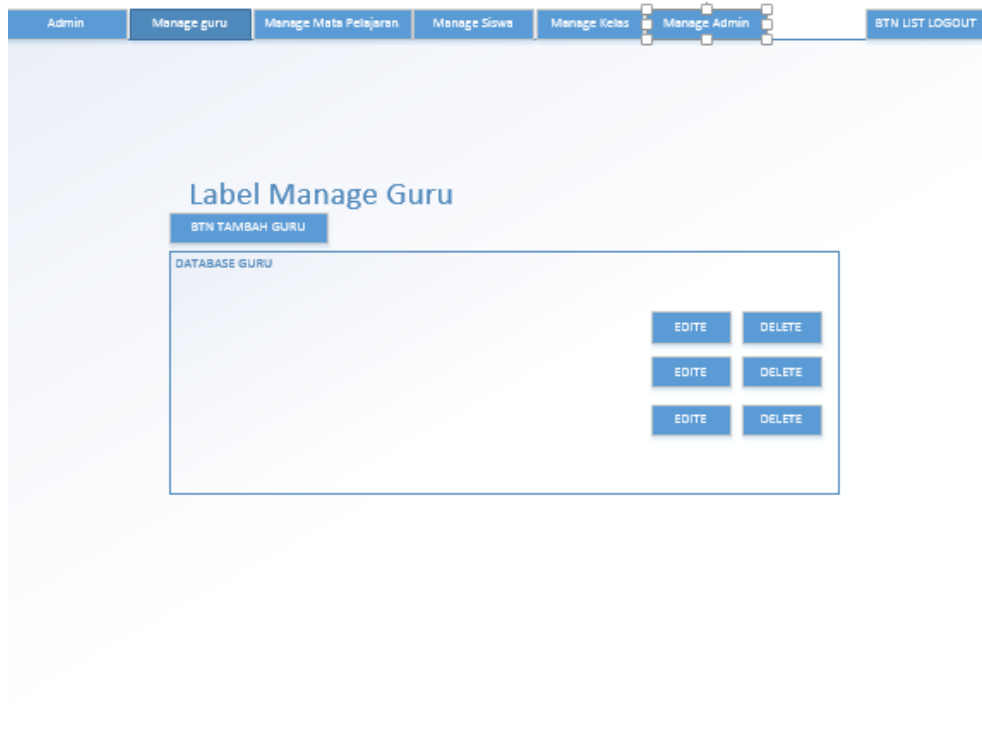 Admin
Manage guru
Manage Mata Pelajaran
Manage Siswa
Manage Kelas
Manage Admin
BTN LIST LOGOUT
Label Manage Guru
BTN TAMBAH GURU
DATABASE GURU
EDITE
DELETE
EDITE
DELETE
EDITE
DELETE